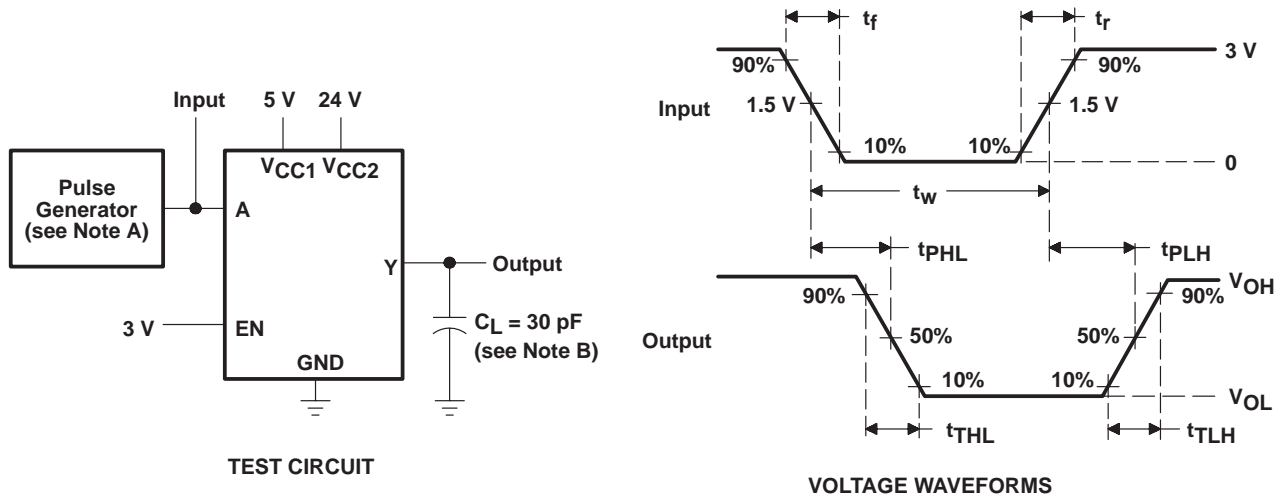 Input
5 V 24 V
VCC1 VCC2
Pulse
Generator
(see Note A)
A
Y
Output
3 V
EN
GND
CL = 30 pF
(see Note B)
TEST CIRCUIT
tf
tr
90%
90%
3 V
Input
1.5 V
1.5 V
10%
10%
0
tw
tPHL
tPLH
90%
90%
VOH
Output
50%
50%
10%
10%
VOL
tTHL
tTLH
VOLTAGE WAVEFORMS